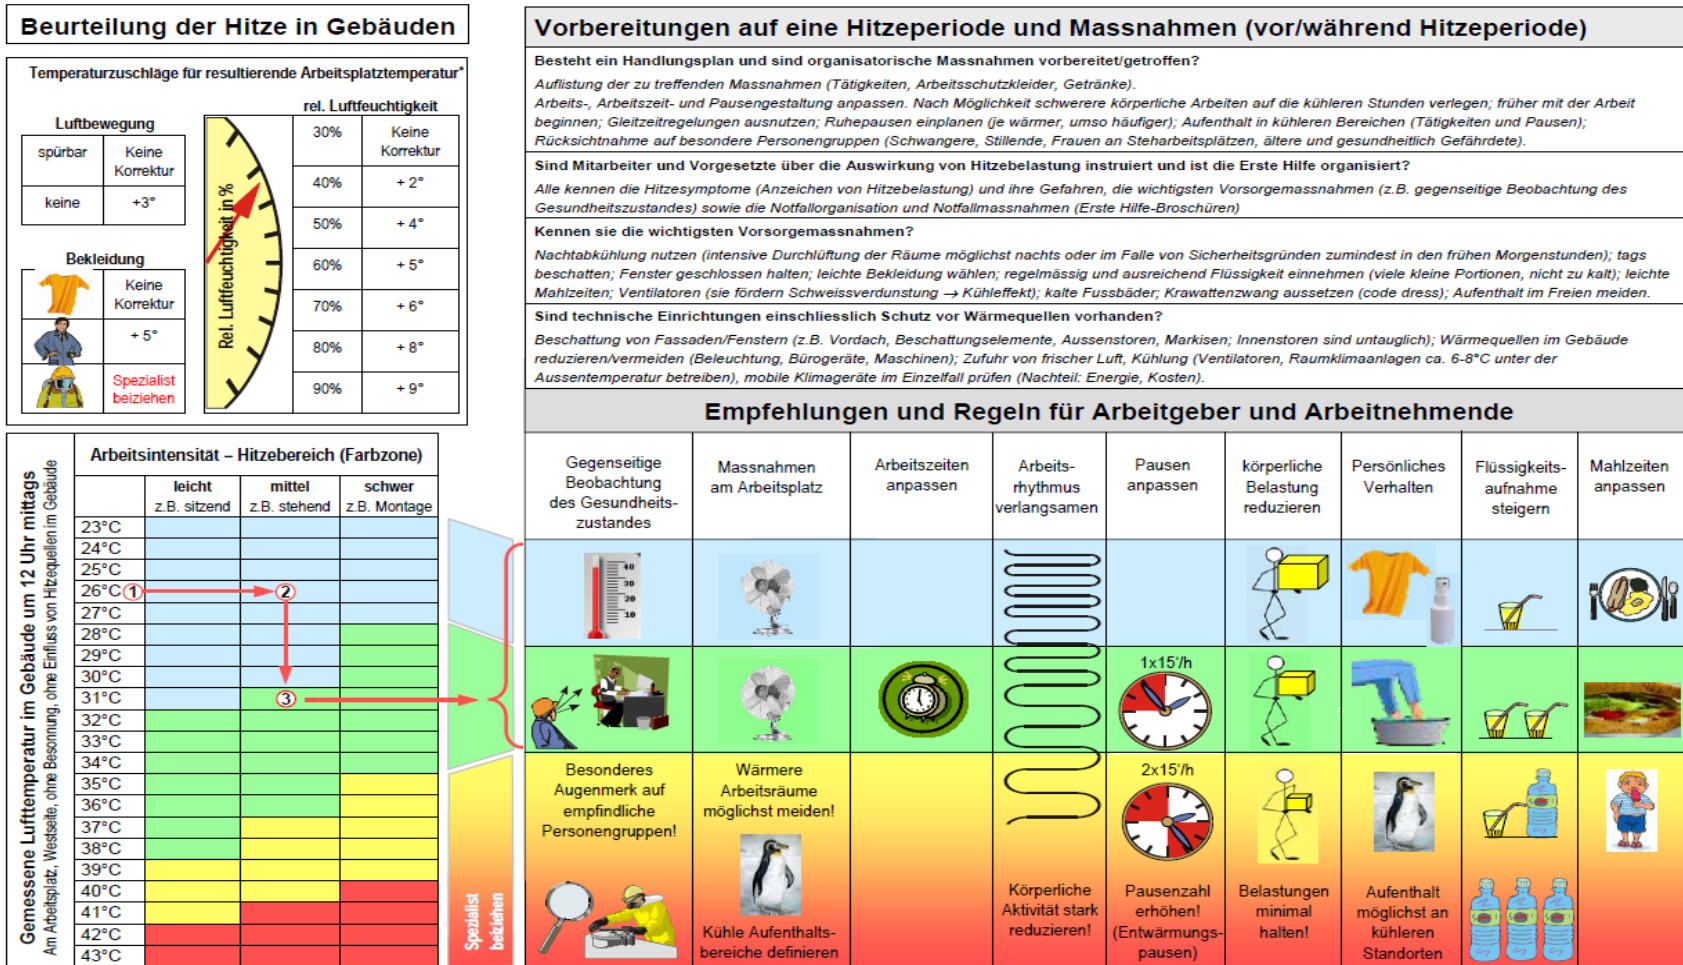 Beurteilung der Hitze in Gebäuden
Temperaturzuschläge für resultierende Arbeitsplatztemperatur*
Luftbewegung
spürbar
Keine
Korrektur
keine
+3°
Bekleidung
Keine
Korrektur
+ 5°
Spezialist
beiziehen
Rel. Luftfeuchtigkeit in %
rel. Luftfeuchtigkeit
30%
Keine
Korrektur
40%
+ 2°
50%
+ 4°
60%
+ 5°
70%
+ 6°
80%
+ 8°
90%
+ 9°
Gemessene Lufttemperatur im Gebäude um 12 Uhr mittags
Am Arbeitsplatz, Westseite, ohne Besonnung, ohne Einfluss von Hitzequellen im Gebäude
Arbeitsintensität – Hitzebereich (Farbzone)
leicht
z.B. sitzend
mittel
z.B. stehend
schwer
z.B. Montage
23°C
24°C
25°C
26°C 1 2
27°C
28°C
29°C
30°C
31°C 3
32°C
33°C
34°C
35°C
36°C
37°C
38°C
39°C
40°C
41°C
42°C
43°C
Spezialist
beiziehen
Vorbereitungen auf eine Hitzeperiode und Massnahmen (vor/während Hitzeperiode)
Besteht ein Handlungsplan und sind organisatorische Massnahmen vorbereitet/getroffen?
Auflistung der zu treffenden Massnahmen (Tätigkeiten, Arbeitsschutzkleider, Getränke).
Arbeits-, Arbeitszeit- und Pausengestaltung anpassen. Nach Möglichkeit schwerere körperliche Arbeiten auf die kühleren Stunden verlegen; früher mit der Arbeit
beginnen; Gleitzeitregelungen ausnutzen; Ruhepausen einplanen (je wärmer, umso häufiger); Aufenthalt in kühleren Bereichen (Tätigkeiten und Pausen);
Rücksichtnahme auf besondere Personengruppen (Schwangere, Stillende, Frauen an Steharbeitsplätzen, ältere und gesundheitlich Gefährdete).
Sind Mitarbeiter und Vorgesetzte über die Auswirkung von Hitzebelastung instruiert und ist die Erste Hilfe organisiert?
Alle kennen die Hitzesymptome (Anzeichen von Hitzebelastung) und ihre Gefahren, die wichtigsten Vorsorgemassnahmen (z.B. gegenseitige Beobachtung des
Gesundheitszustandes) sowie die Notfallorganisation und Notfallmassnahmen (Erste Hilfe-Broschüren)
Kennen sie die wichtigsten Vorsorgemassnahmen?
Nachtabkühlung nutzen (intensive Durchlüftung der Räume möglichst nachts oder im Falle von Sicherheitsgründen zumindest in den frühen Morgenstunden); tags
beschatten; Fenster geschlossen halten; leichte Bekleidung wählen; regelmässig und ausreichend Flüssigkeit einnehmen (viele kleine Portionen, nicht zu kalt); leichte
Mahlzeiten; Ventilatoren (sie fördern Schweissverdunstung → Kühleffekt); kalte Fussbäder; Krawattenzwang aussetzen (code dress); Aufenthalt im Freien meiden.
Sind technische Einrichtungen einschliesslich Schutz vor Wärmequellen vorhanden?
Beschattung von Fassaden/Fenstern (z.B. Vordach, Beschattungselemente, Aussenstoren, Markisen; Innenstoren sind untauglich); Wärmequellen im Gebäude
reduzieren/vermeiden (Beleuchtung, Bürogeräte, Maschinen); Zufuhr von frischer Luft, Kühlung (Ventilatoren, Raumklimaanlagen ca. 6-8°C unter der
Aussentemperatur betreiben), mobile Klimageräte im Einzelfall prüfen (Nachteil: Energie, Kosten).
Empfehlungen und Regeln für Arbeitgeber und Arbeitnehmende
Gegenseitige
Beobachtung
des Gesundheits-
zustandes
Massnahmen
am Arbeitsplatz
Arbeitszeiten
anpassen
Arbeits-
rhythmus
verlangsamen
Pausen
anpassen
körperliche
Belastung
reduzieren
Persönliches
Verhalten
Flüssigkeits-
aufnahme
steigern
Mahlzeiten
anpassen
40
30
20
10
1x15'/h
Besonderes
Augenmerk auf
empfindliche
Personengruppen!
Wärmere
Arbeitsräume
möglichst meiden!
2x15'/h
Kühle Aufenthalts-
bereiche definieren
Körperliche
Aktivität stark
reduzieren!
Pausenzahl
erhöhen!
(Entwärmungs-
pausen)
Belastungen
minimal
halten!
Aufenthalt
möglichst an
kühleren
Standorten